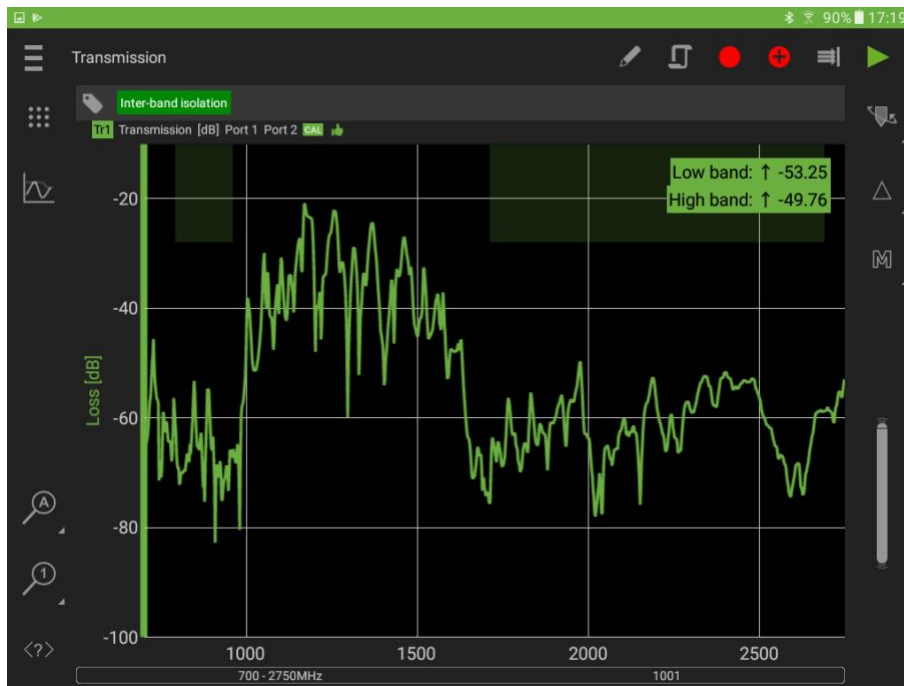 90% 17:19
Transmission
Inter-band isolation
Tr1 Transmission [dB] Port 1 Port 2 CAL
Low band: ↑ -53.25
High band: ↑ -49.76
M
Loss [dB]
-20
-40
-60
-80
-100
1000 1500 2000 2500
A
1
<?>
700 - 2750MHz 1001